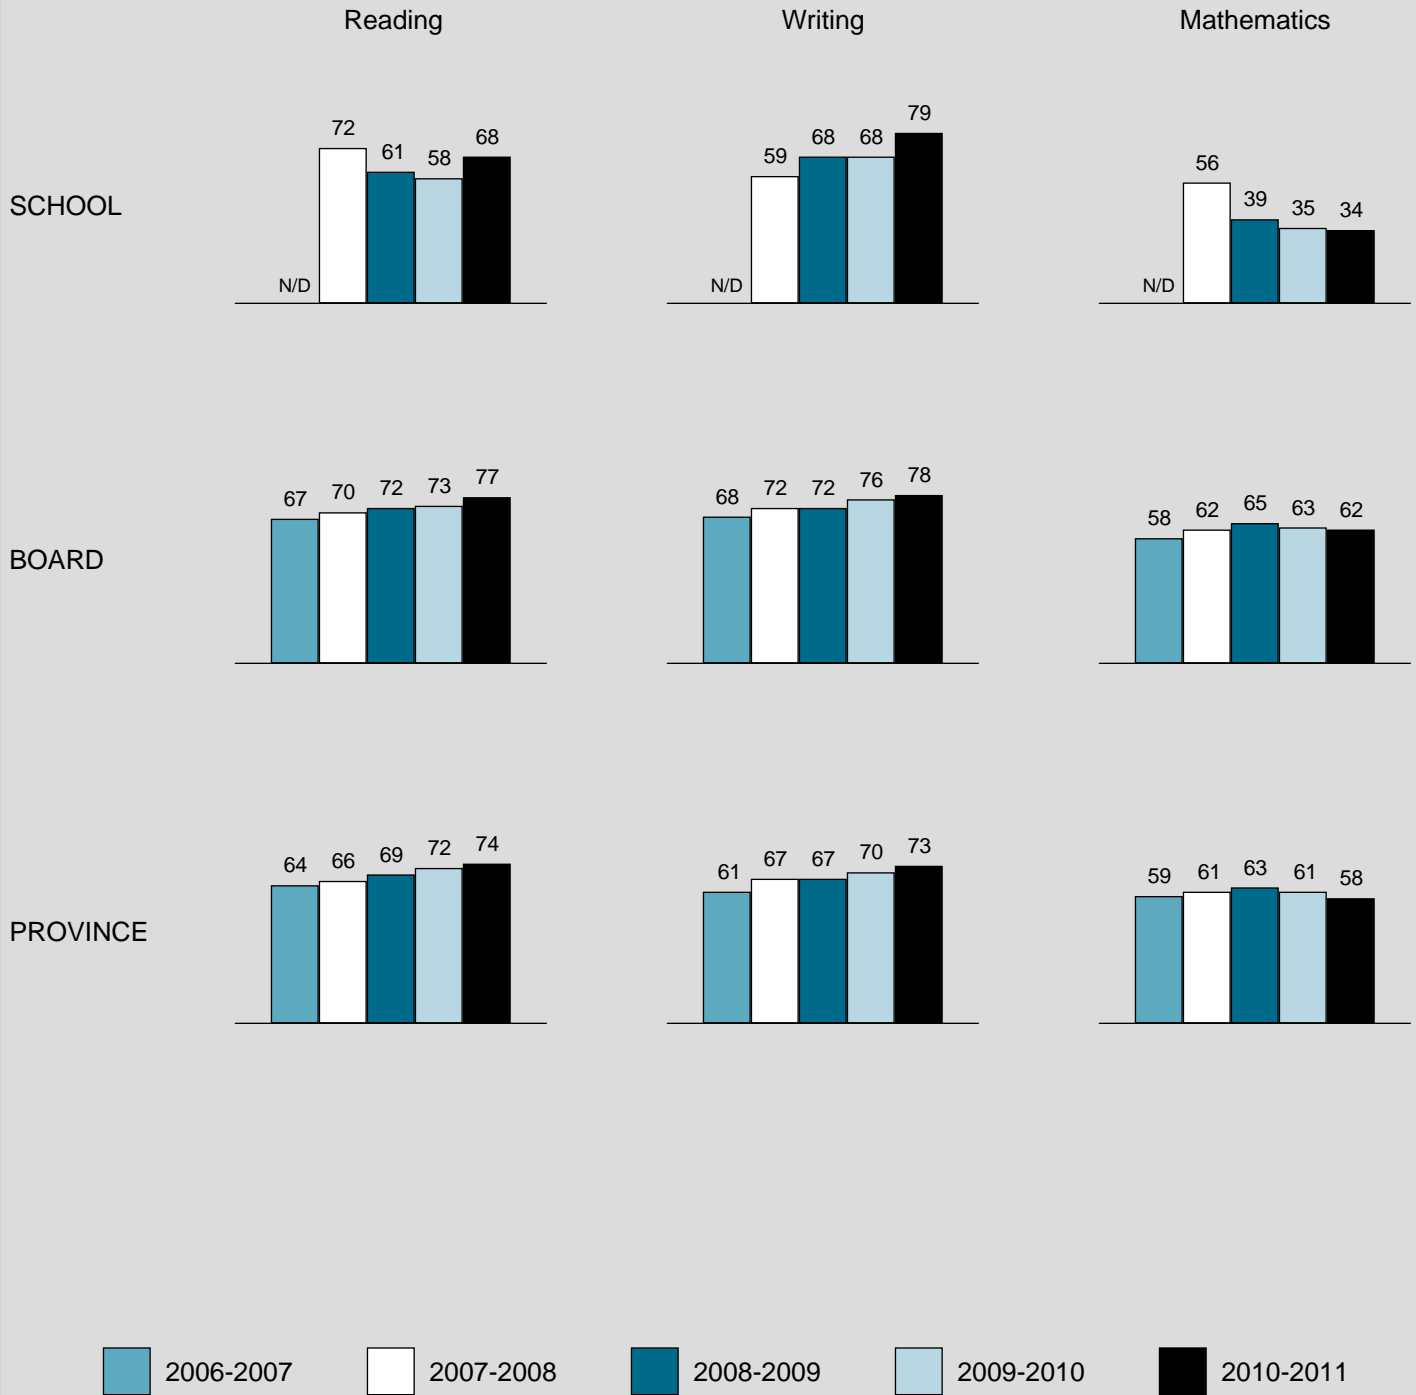 Reading Writing Mathematics
SCHOOL
N/D 72 61 58 68
N/D 59 68 68 79
N/D 56 39 35 34
BOARD
67 70 72 73 77
68 72 72 76 78
58 62 65 63 62
PROVINCE
64 66 69 72 74
61 67 67 70 73
59 61 63 61 58
2006-2007 2007-2008 2008-2009 2009-2010 2010-2011